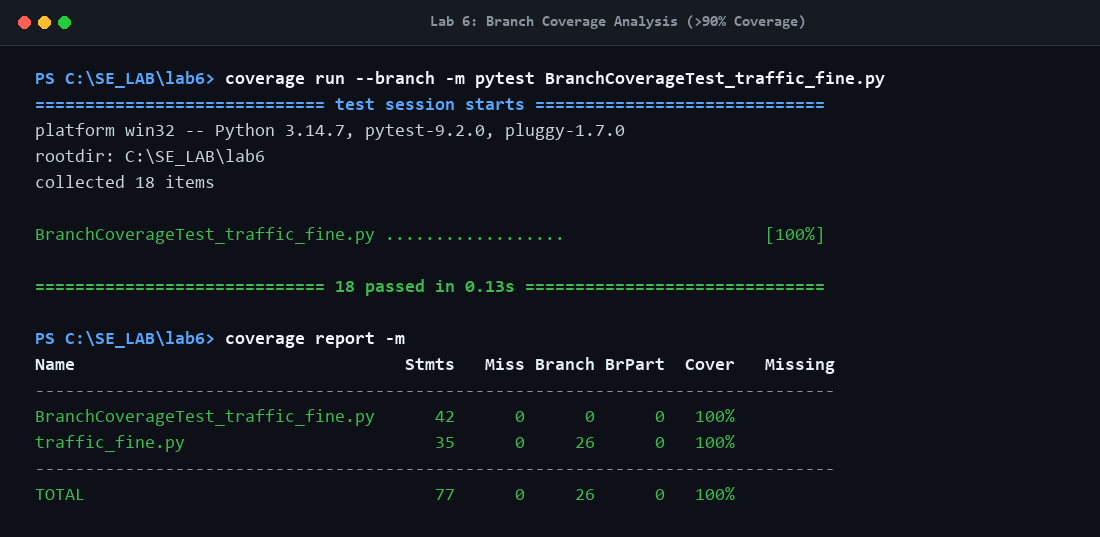 Lab 6: Branch Coverage Analysis (>90% Coverage)
PS C:\SE_LAB\lab6> coverage run --branch -m pytest BranchCoverageTest_traffic_fine.py
============================= test session starts =============================
platform win32 -- Python 3.14.7, pytest-9.2.0, pluggy-1.7.0
rootdir: C:\SE_LAB\lab6
collected 18 items
BranchCoverageTest_traffic_fine.py .................. [100%]
============================= 18 passed in 0.13s ==============================
PS C:\SE_LAB\lab6> coverage report -m
Name Stmts Miss Branch BrPart Cover Missing
--------------------------------------------------------------------------------
BranchCoverageTest_traffic_fine.py 42 0 0 0 100%
traffic_fine.py 35 0 26 0 100%
--------------------------------------------------------------------------------
TOTAL 77 0 26 0 100%